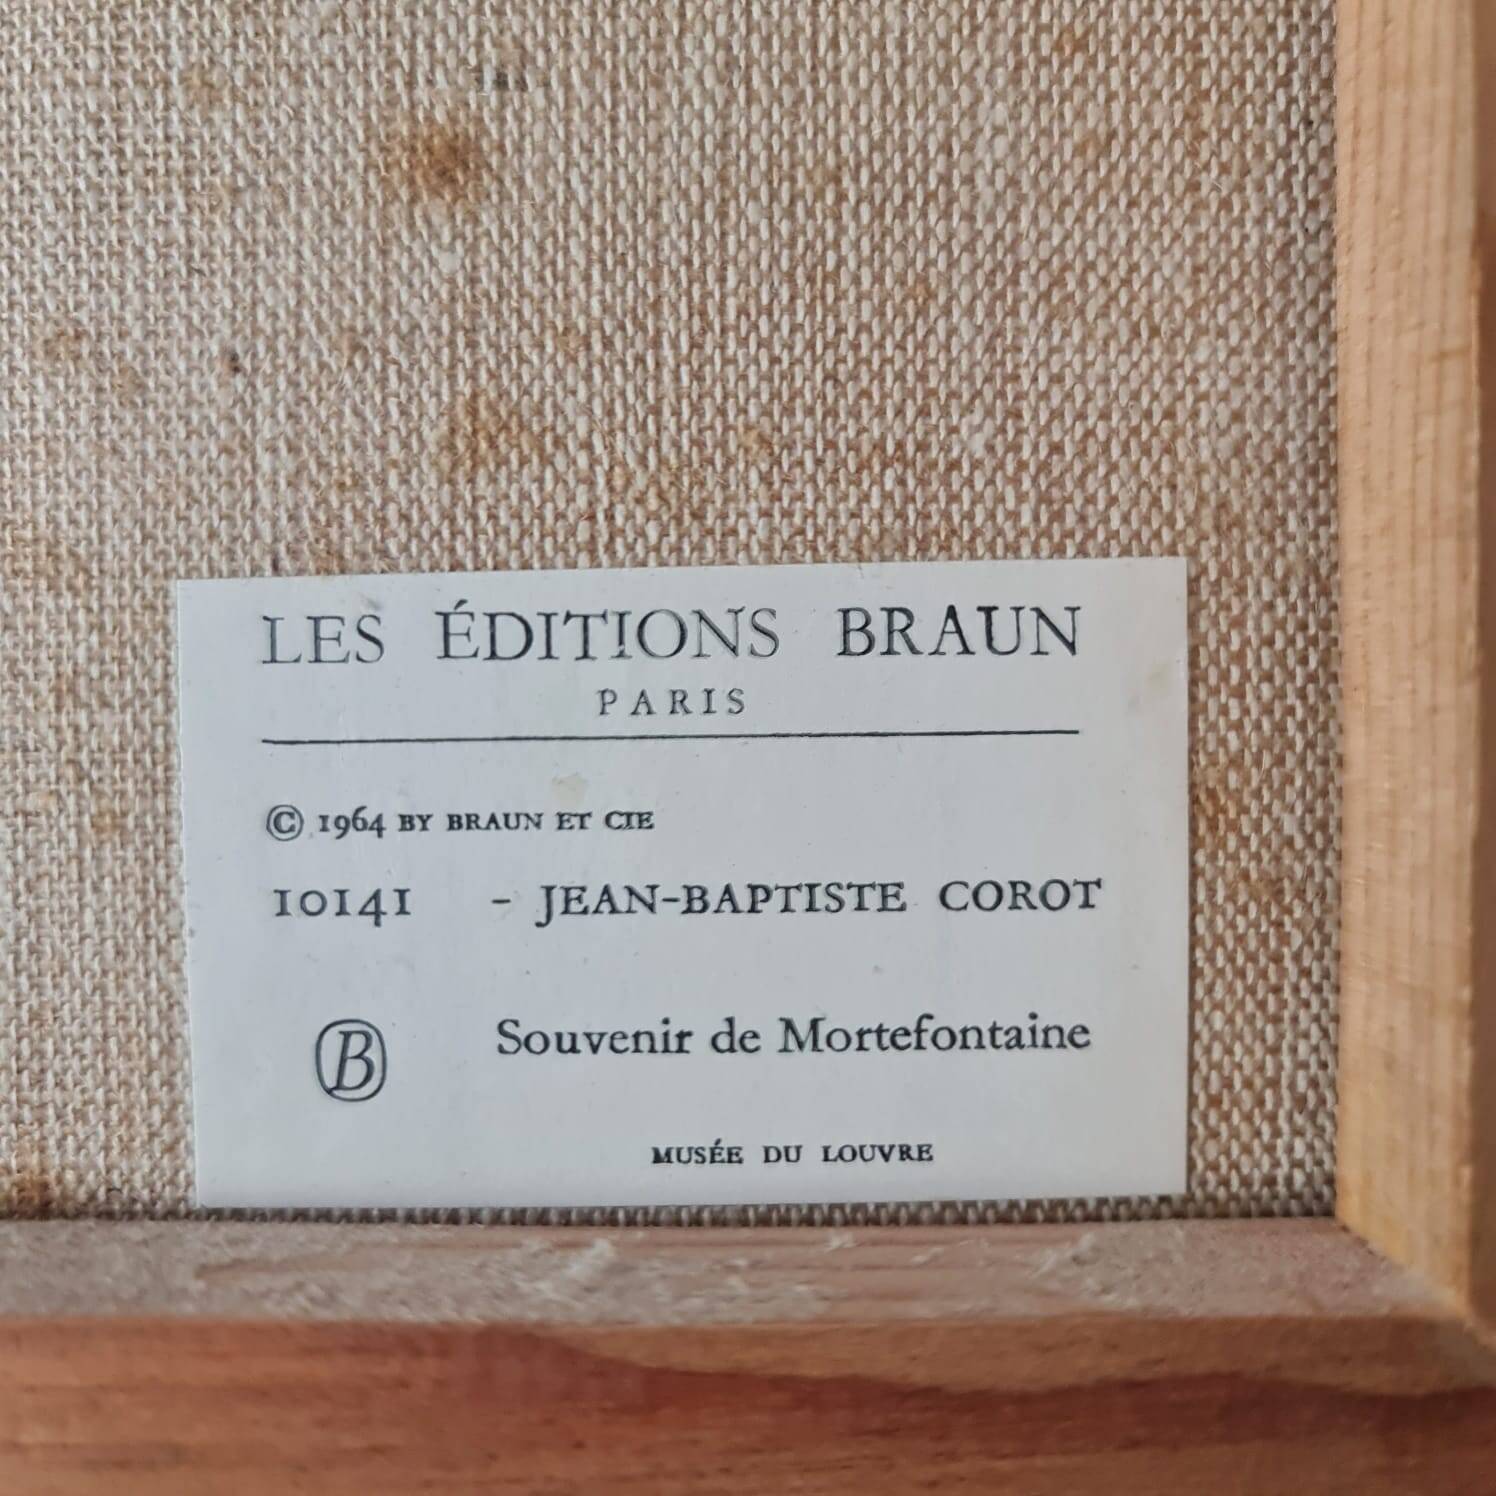 LES ÉDITIONS BRAUN
PARIS
© 1964 BY BRAUN ET CIE
10141 - JEAN-BAPTISTE COROT
B Souvenir de Mortefontaine
MUSÉE DU LOUVRE